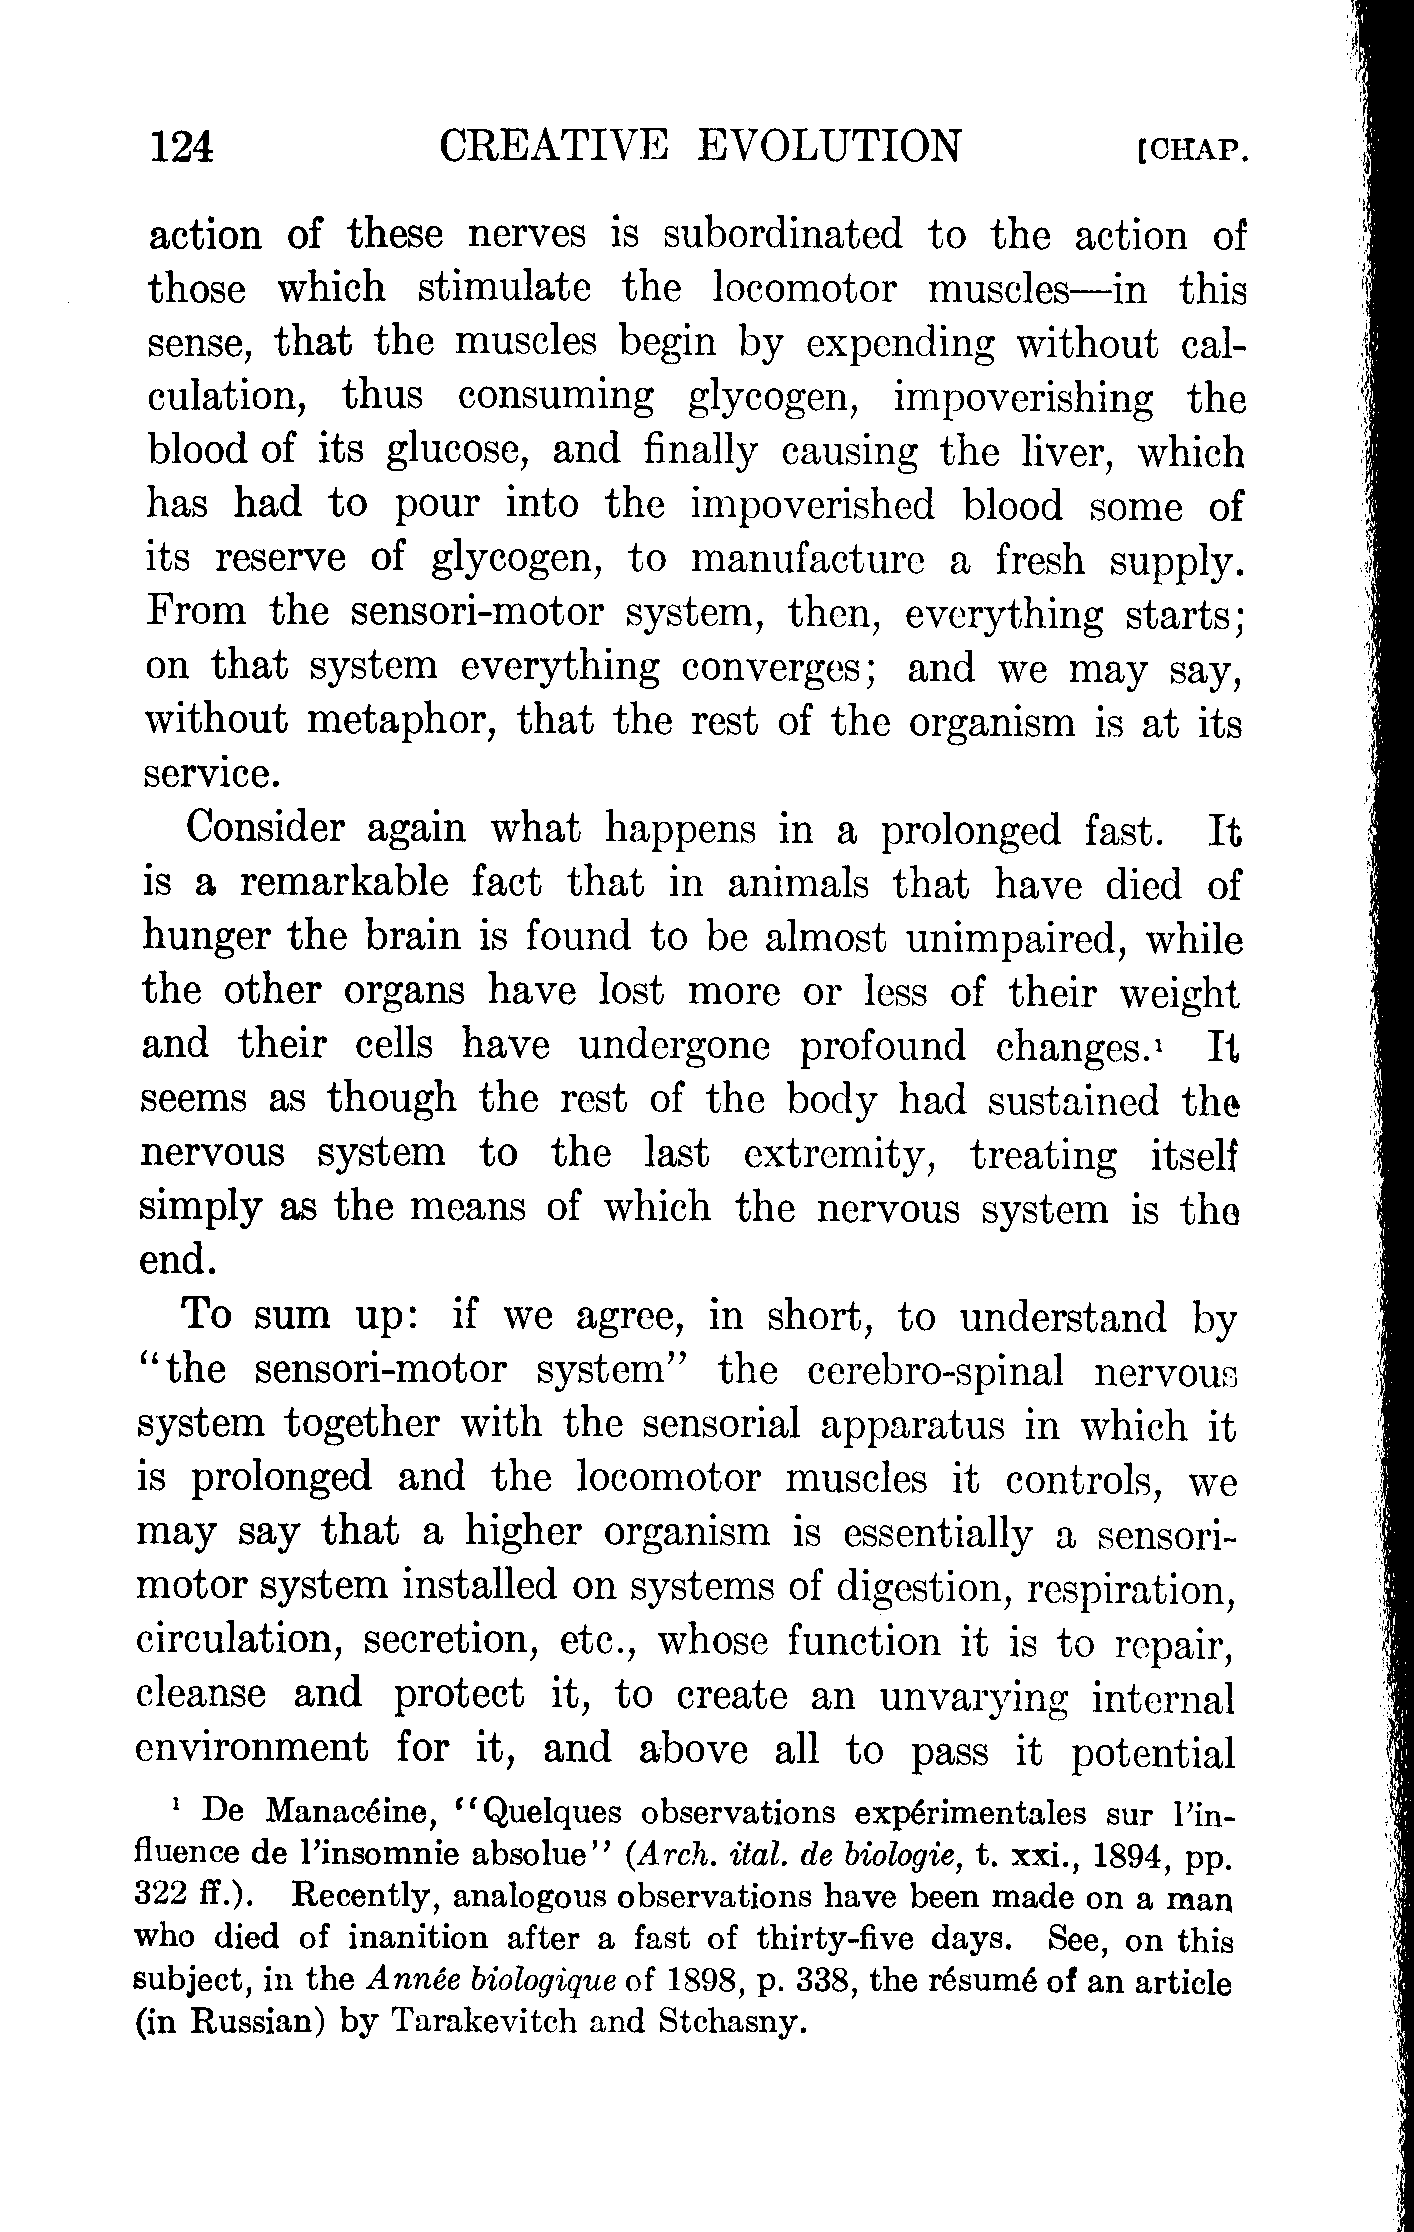 124 CREATIVE EVOLUTION [CHAP.
action of these nerves is subordinated to the action of
those which stimulate the locomotor muscles—in this
sense, that the muscles begin by expending without cal-
culation, thus consuming glycogen, impoverishing the
blood of its glucose, and finally causing the liver, which
has had to pour into the impoverished blood some of
its reserve of glycogen, to manufacture a fresh supply.
From the sensori-motor system, then, everything starts;
on that system everything converges; and we may say,
without metaphor, that the rest of the organism is at its
service.
Consider again what happens in a prolonged fast. It
is a remarkable fact that in animals that have died of
hunger the brain is found to be almost unimpaired, while
the other organs have lost more or less of their weight
and their cells have undergone profound changes.¹ It
seems as though the rest of the body had sustained the
nervous system to the last extremity, treating itself
simply as the means of which the nervous system is the
end.
To sum up: if we agree, in short, to understand by
“the sensori-motor system” the cerebro-spinal nervous
system together with the sensorial apparatus in which it
is prolonged and the locomotor muscles it controls, we
may say that a higher organism is essentially a sensori-
motor system installed on systems of digestion, respiration,
circulation, secretion, etc., whose function it is to repair,
cleanse and protect it, to create an unvarying internal
environment for it, and above all to pass it potential
¹ De Manacéine, “Quelques observations expérimentales sur l’in-
fluence de l’insomnie absolue” (Arch. ital. de biologie, t. xxi., 1894, pp.
322 ff.). Recently, analogous observations have been made on a man
who died of inanition after a fast of thirty-five days. See, on this
subject, in the Année biologique of 1898, p. 338, the résumé of an article
(in Russian) by Tarakevitch and Stchasny.